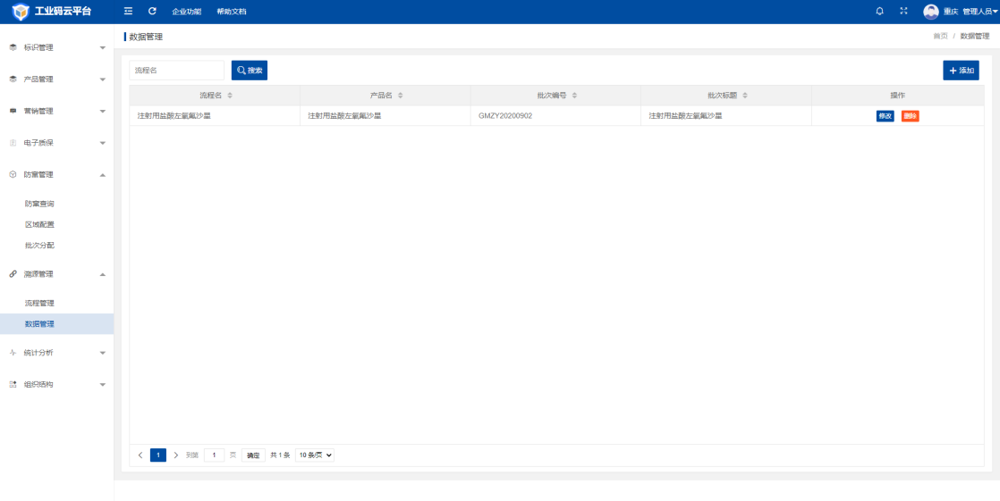 工业码云平台 企业功能 帮助文档 重庆 管理人员
数据管理 首页 / 数据管理
标识管理
产品管理
营销管理
电子质保
防窜管理
防窜查询
区域配置
批次分配
溯源管理
流程管理
数据管理
统计分析
组织结构
流程名 搜索 添加
流程名 产品名 批次编号 批次标题 操作
注射用盐酸左氧氟沙星 注射用盐酸左氧氟沙星 GMZY20200902 注射用盐酸左氧氟沙星 修改 删除
1 到第 1 页 确定 共 1 条 10 条/页